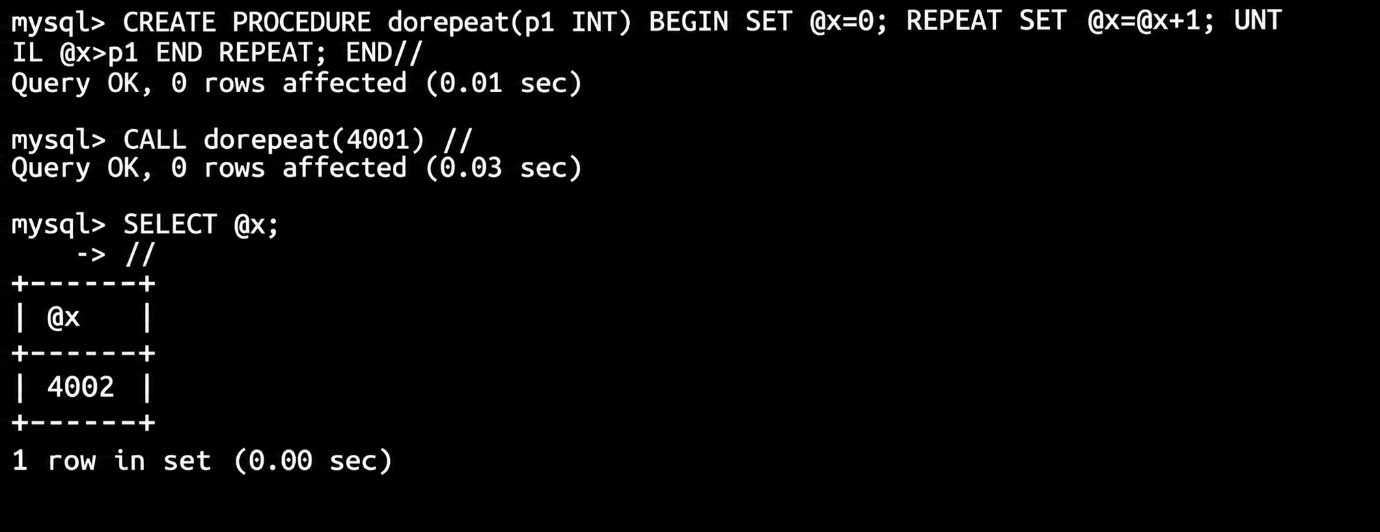 mysql> CREATE PROCEDURE dorepeat(p1 INT) BEGIN SET @x=0; REPEAT SET @x=@x+1; UNT
IL @x>p1 END REPEAT; END//
Query OK, 0 rows affected (0.01 sec)

mysql> CALL dorepeat(4001) //
Query OK, 0 rows affected (0.03 sec)

mysql> SELECT @x;
    -> //
+------+
| @x   |
+------+
| 4002 |
+------+
1 row in set (0.00 sec)